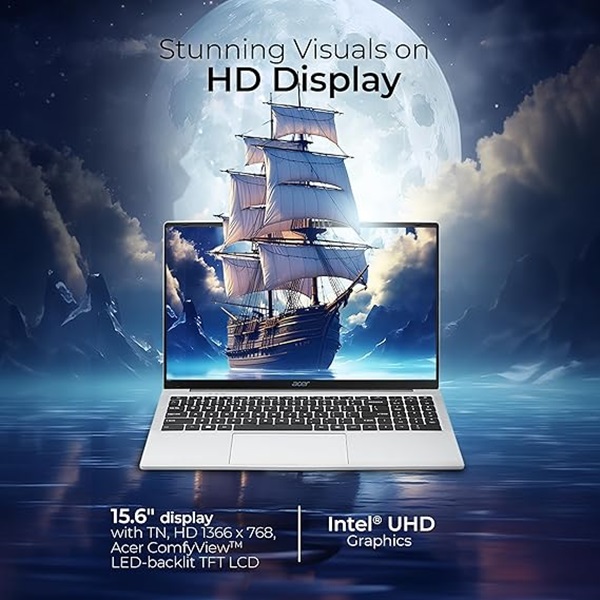 Stunning Visuals on
HD Display
acer
15.6" display
with TN, HD 1366 x 768,
Acer ComfyView™
LED-backlit TFT LCD
Intel® UHD
Graphics